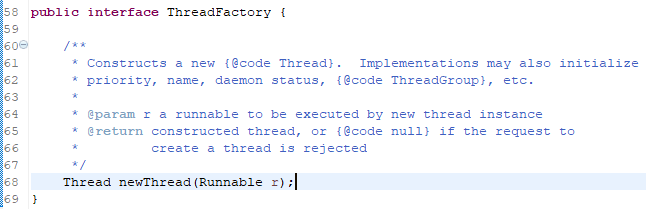 58 public interface ThreadFactory {
59
60 /**
61 * Constructs a new {@code Thread}.  Implementations may also initialize
62 * priority, name, daemon status, {@code ThreadGroup}, etc.
63 *
64 * @param r a runnable to be executed by new thread instance
65 * @return constructed thread, or {@code null} if the request to
66 *         create a thread is rejected
67 */
68 Thread newThread(Runnable r);
69 }